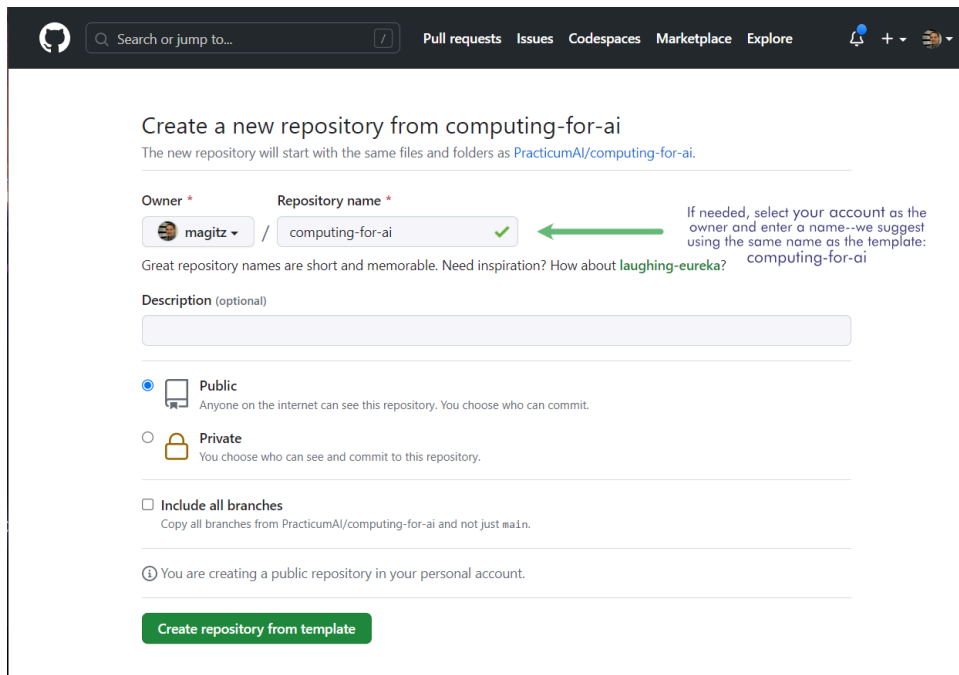 Search or jump to... /
Pull requests Issues Codespaces Marketplace Explore
Create a new repository from computing-for-ai
The new repository will start with the same files and folders as PracticumAI/computing-for-ai.
Owner * Repository name *
magitz / computing-for-ai
If needed, select your account as the
owner and enter a name--we suggest
using the same name as the template:
computing-for-ai
Great repository names are short and memorable. Need inspiration? How about laughing-eureka?
Description (optional)
Public
Anyone on the internet can see this repository. You choose who can commit.
Private
You choose who can see and commit to this repository.
Include all branches
Copy all branches from PracticumAI/computing-for-ai and not just main.
You are creating a public repository in your personal account.
Create repository from template